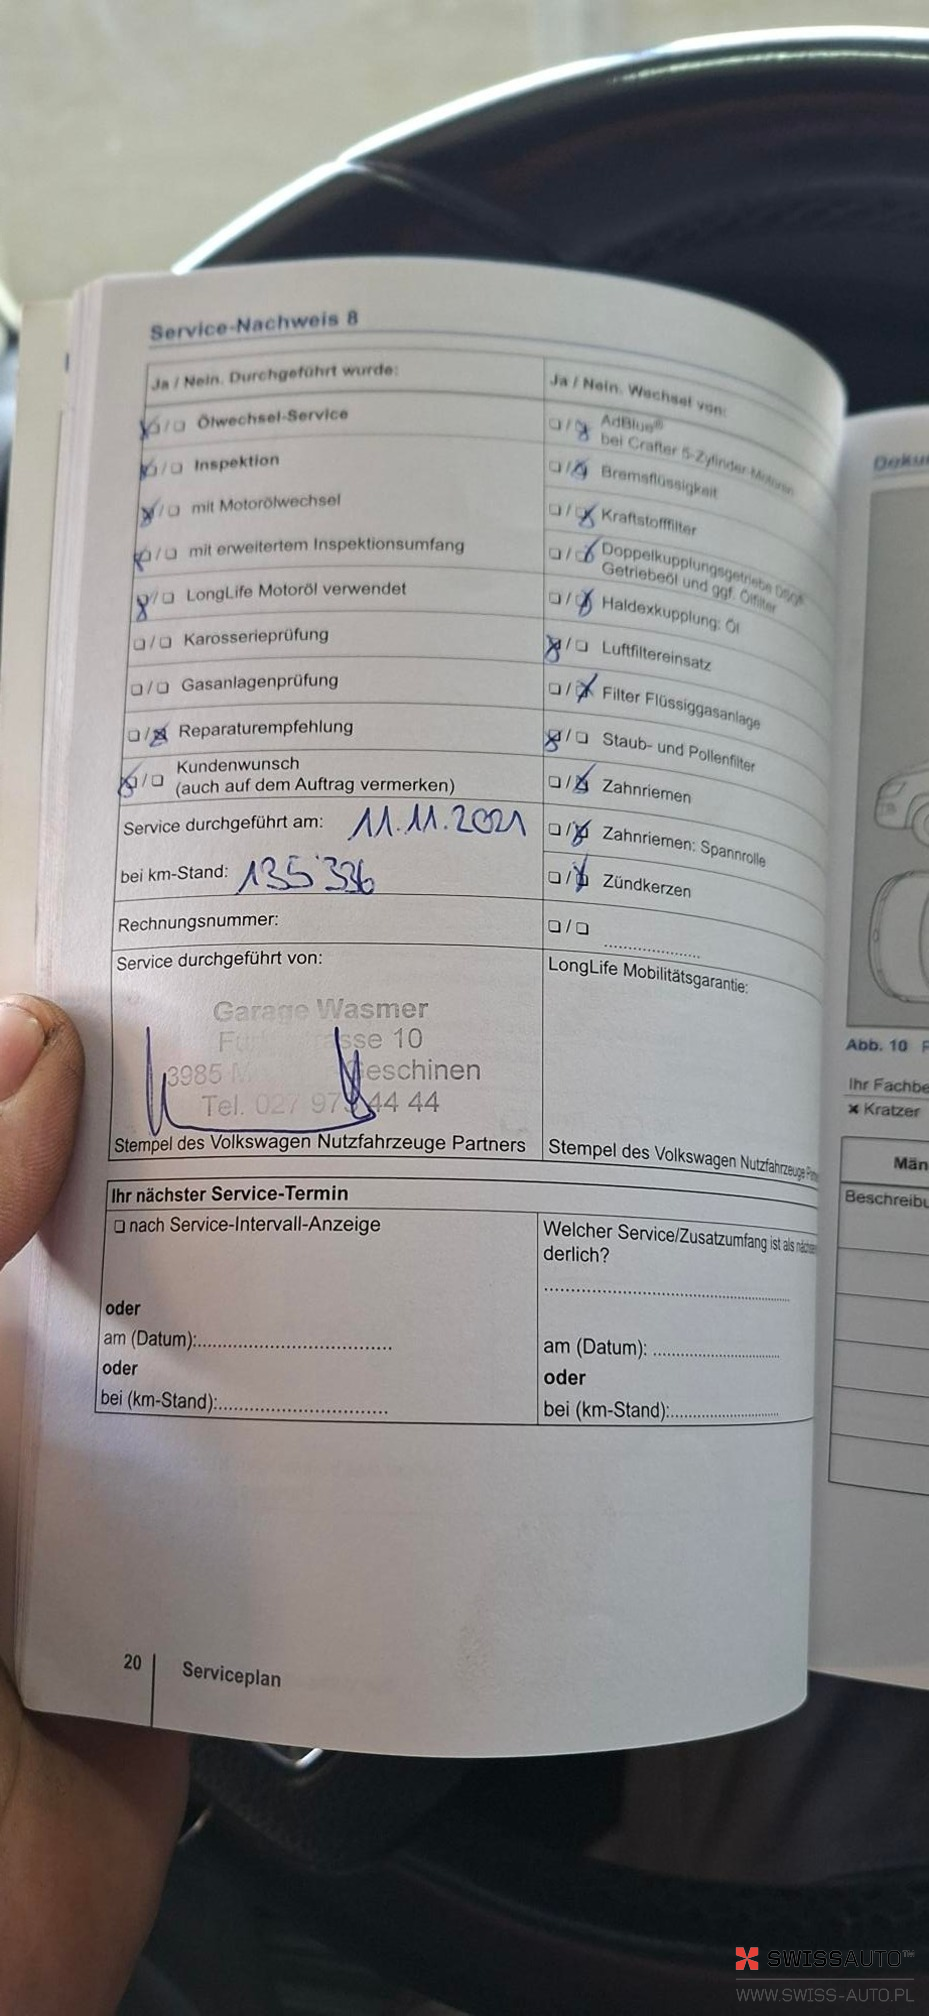 Service-Nachweis 8
Ja / Nein. Durchgeführt wurde:
Ölwechsel-Service
Inspektion
mit Motorölwechsel
mit erweitertem Inspektionsumfang
LongLife Motoröl verwendet
Karosserieprüfung
Gasanlagenprüfung
Reparaturempfehlung
Kundenwunsch
(auch auf dem Auftrag vermerken)
Service durchgeführt am: 11.11.2021
bei km-Stand: 135'336
Rechnungsnummer:
Service durchgeführt von:
Garage Wasmer
10
3985 Geschinen
Tel. 027 973 44 44
Stempel des Volkswagen Nutzfahrzeuge Partners
Ja / Nein. Wechsel von:
AdBlue®
bei Crafter 5-Zylinder-Motoren
Bremsflüssigkeit
Kraftstofffilter
Doppelkupplungsgetriebe DSG®
Getriebeöl und ggf. Ölfilter
Haldexkupplung: Öl
Luftfiltereinsatz
Filter Flüssiggasanlage
Staub- und Pollenfilter
Zahnriemen
Zahnriemen: Spannrolle
Zündkerzen
LongLife Mobilitätsgarantie:
Stempel des Volkswagen Nutzfahrzeuge
Ihr nächster Service-Termin
nach Service-Intervall-Anzeige
oder
am (Datum):
oder
bei (km-Stand):
Welcher Service/Zusatzumfang ist als
derlich?
am (Datum):
oder
bei (km-Stand):
20 Serviceplan
Abb. 10
Ihr Fachbe
Kratzer
Män
Beschreibu
SWISSAUTO™
WWW.SWISS-AUTO.PL